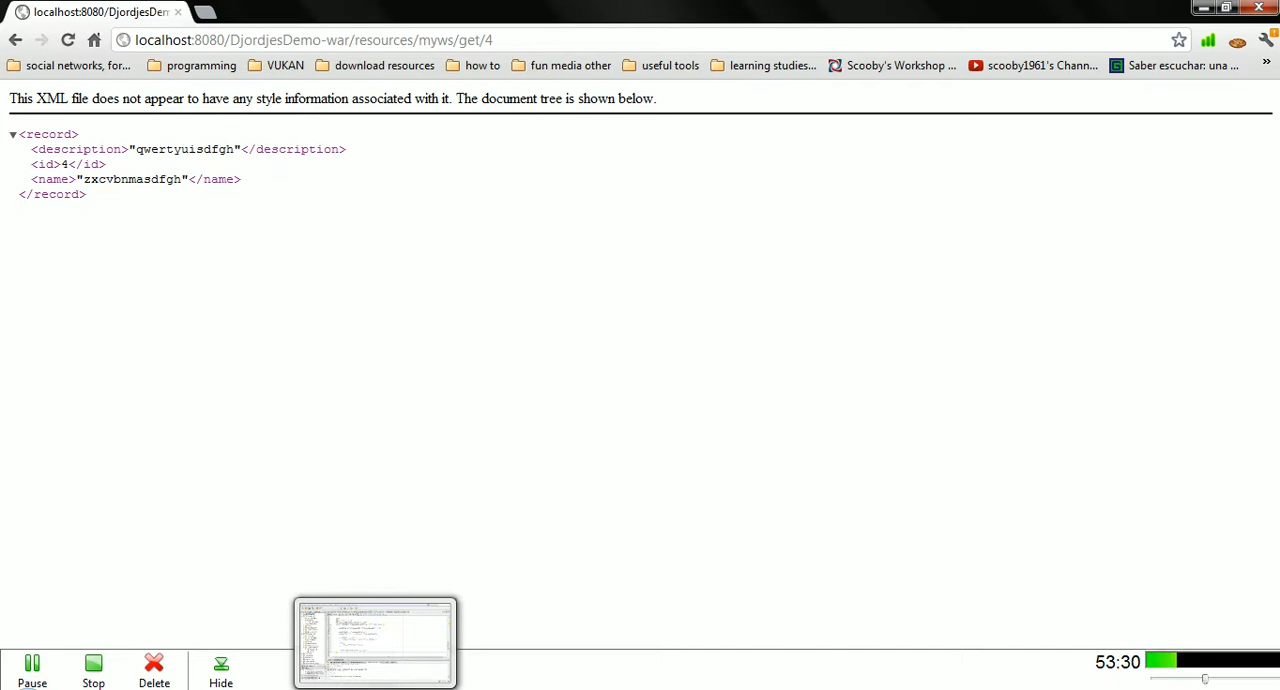 localhost:8080/DjordjesDem
localhost:8080/DjordjesDemo-war/resources/myws/get/4
social networks, for... programming VUKAN download resources how to fun media other useful tools learning studies... Scooby's Workshop ... scooby1961's Chann... Saber escuchar: una ... »
This XML file does not appear to have any style information associated with it. The document tree is shown below.
<record>
<description>"qwertyuisdfgh"</description>
<id>4</id>
<name>"zxcvbnmasdfgh"</name>
</record>
53:30
Pause Stop Delete Hide